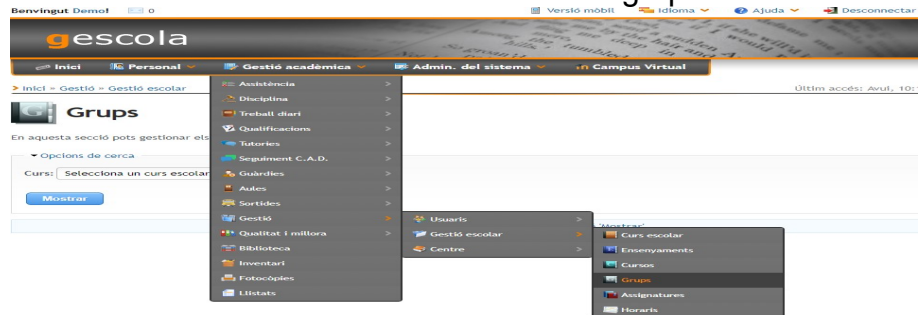 Benvingut Demo! 0 Versió mòbil Idioma Ajuda Desconnectar
gescola
Inici Personal Gestió acadèmica Admin. del sistema Campus Virtual
> Inici » Gestió » Gestió escolar
Últim accés: Avui, 10:
Grups
En aquesta secció pots gestionar els
Opcions de cerca
Curs: Selecciona un curs escolar
Mostrar
Assistència >
Disciplina >
Treball diari >
Qualificacions >
Tutories >
Seguiment C.A.D. >
Guàrdies >
Aules >
Sortides >
Gestió >
Qualitat i millora >
Biblioteca
Inventari
Fotocòpies
Llistats
Usuaris >
Gestió escolar >
Centre >
'Mostrar'
Curs escolar
Ensenyaments
Cursos
Grups
Assignatures
Horaris